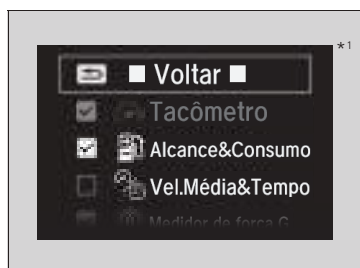 *1
■ Voltar ■
Tacômetro
Alcance&Consumo
Vel.Média&Tempo
Medidor de força G